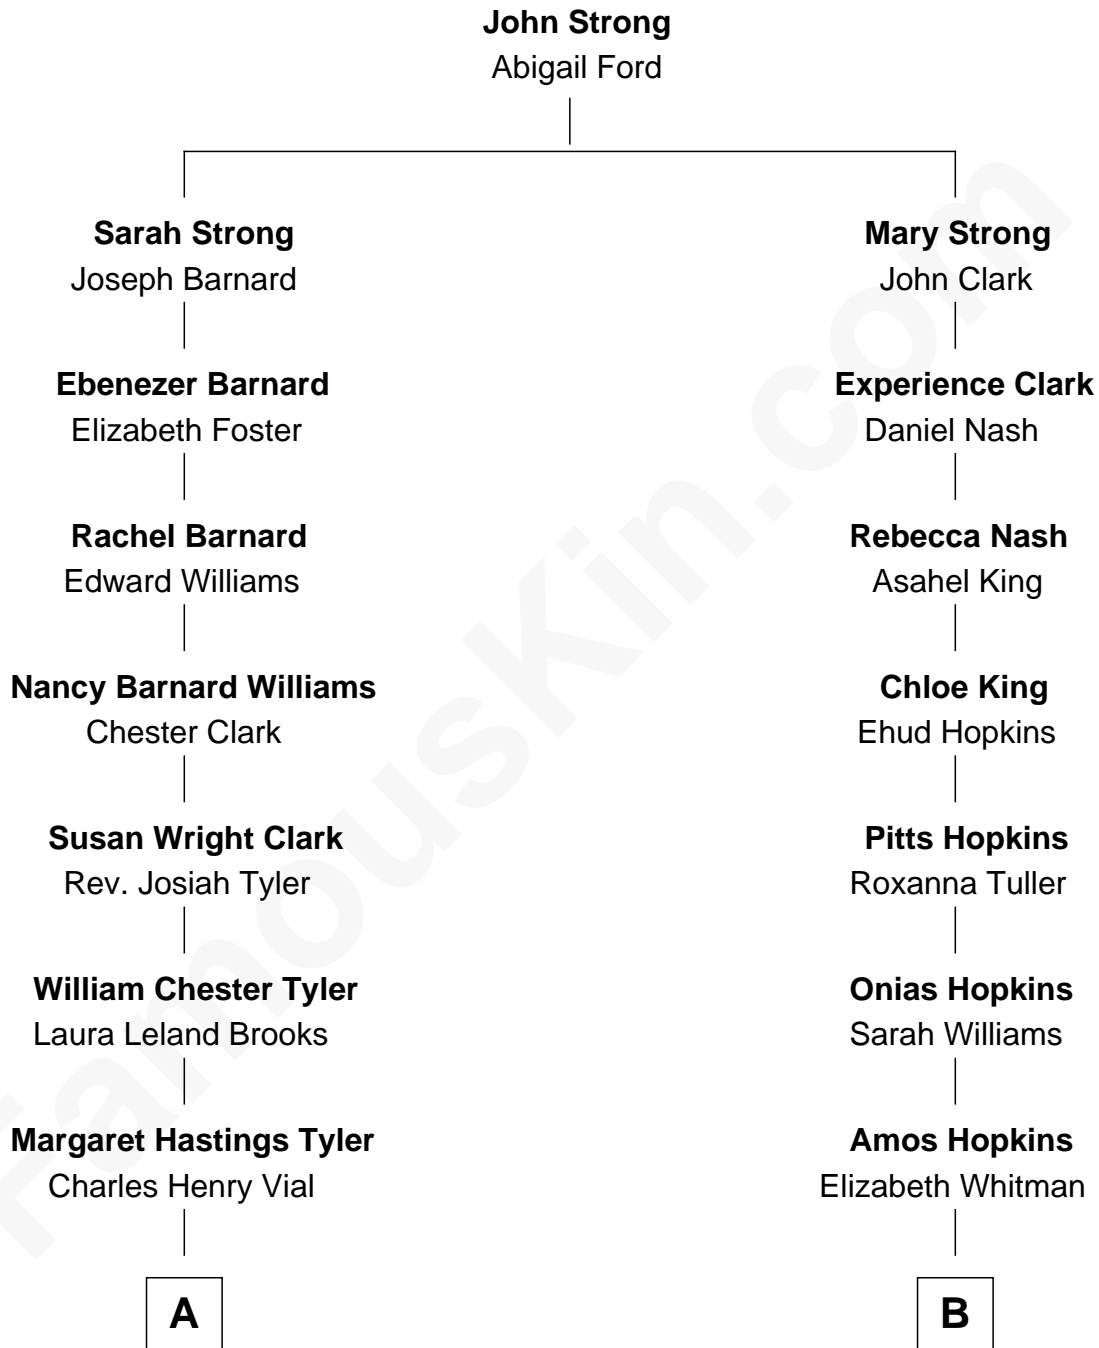 John Strong
Abigail Ford
Sarah Strong
Joseph Barnard
Mary Strong
John Clark
Ebenezer Barnard
Elizabeth Foster
Experience Clark
Daniel Nash
Rachel Barnard
Edward Williams
Rebecca Nash
Asahel King
Nancy Barnard Williams
Chester Clark
Chloe King
Ehud Hopkins
Susan Wright Clark
Rev. Josiah Tyler
Pitts Hopkins
Roxanna Tuller
William Chester Tyler
Laura Leland Brooks
Onias Hopkins
Sarah Williams
Margaret Hastings Tyler
Charles Henry Vial
Amos Hopkins
Elizabeth Whitman
A
B
FamousKin.com